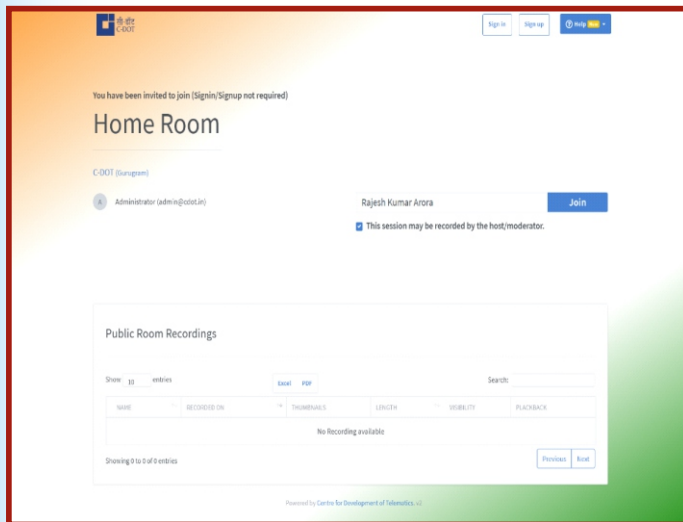 सी-डॉट
C-DOT
Sign in Sign up Help New
You have been invited to join (Signin/Signup not required)
Home Room
C-DOT (Gurugram)
A Administrator (admin@cdot.in)
Rajesh Kumar Arora Join
This session may be recorded by the host/moderator.
Public Room Recordings
Show 10 entries Excel PDF Search:
NAME RECORDED ON THUMBNAILS LENGTH VISIBILITY PLACKBACK
No Recording available
Showing 0 to 0 of 0 entries
Previous Next
Powered by Centre for Development of Telematics. v2